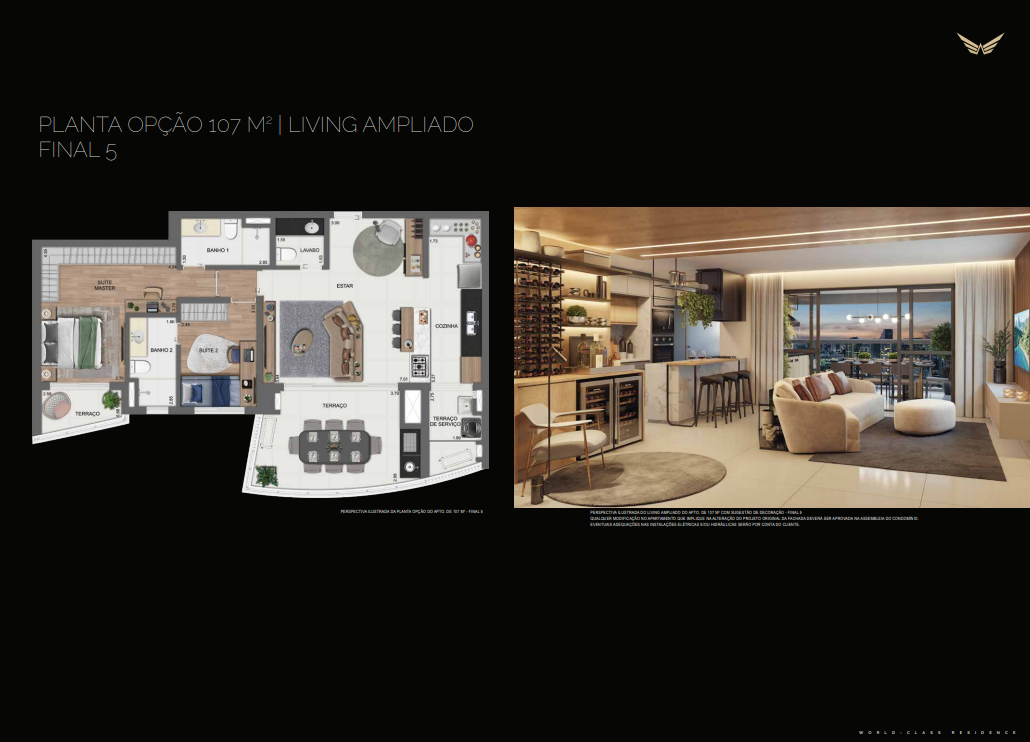 PLANTA OPÇÃO 107 M² | LIVING AMPLIADO
FINAL 5
BANHO 1
LAVABO
SUÍTE
MASTER
ESTAR
COZINHA
BANHO 2
SUÍTE 2
TERRAÇO
TERRAÇO
TERRAÇO
DE SERVIÇO
PERSPECTIVA ILUSTRADA DA PLANTA OPÇÃO DO APTO. DE 107 M² - FINAL 5
PERSPECTIVA ILUSTRADA DO LIVING AMPLIADO DO APTO. DE 107 M² COM SUGESTÃO DE DECORAÇÃO - FINAL 5
QUALQUER MODIFICAÇÃO NO APARTAMENTO QUE IMPLIQUE NA ALTERAÇÃO DO PROJETO ORIGINAL DA FACHADA DEVERÁ SER APROVADA NA ASSEMBLEIA DO CONDOMÍNIO.
EVENTUAIS ADEQUAÇÕES NAS INSTALAÇÕES ELÉTRICAS E/OU HIDRÁULICAS SERÃO POR CONTA DO CLIENTE.
WORLD-CLASS RESIDENCE